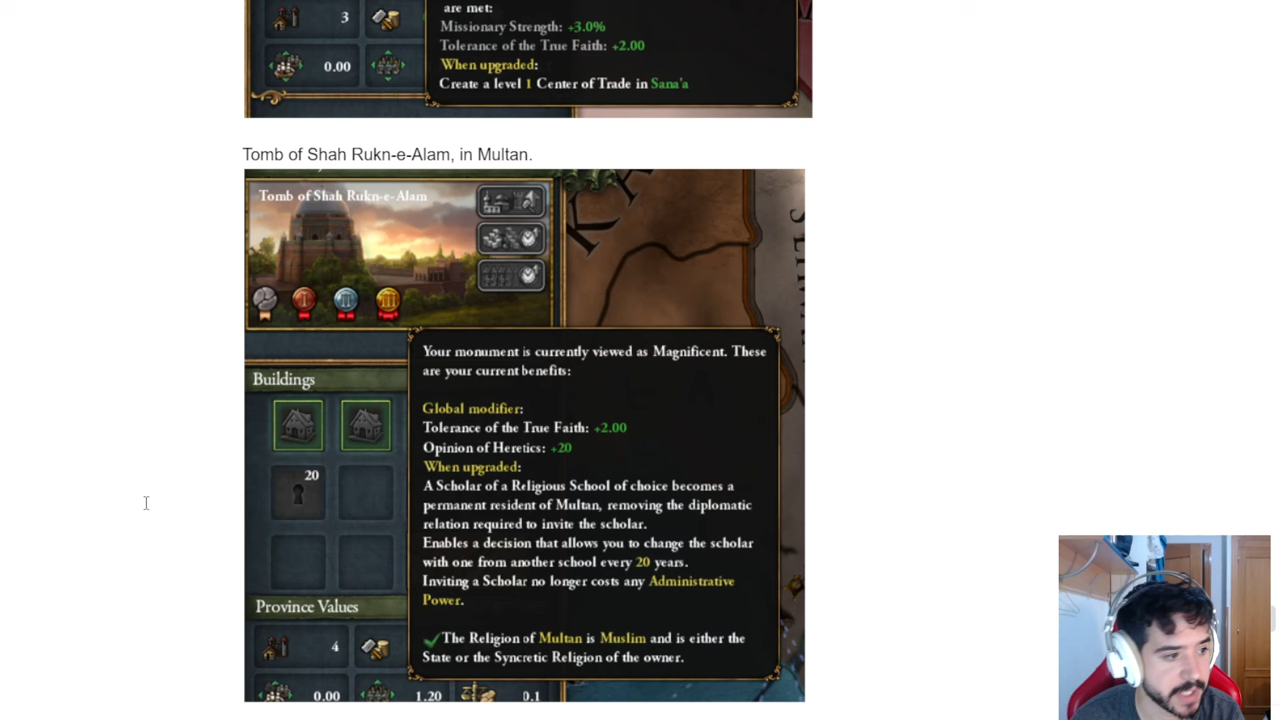 are met:
3
Missionary Strength: +3.0%
Tolerance of the True Faith: +2.00
0.00
When upgraded:
Create a level 1 Center of Trade in Sana'a
Tomb of Shah Rukn-e-Alam, in Multan.
Tomb of Shah Rukn-e-Alam
I II III
Your monument is currently viewed as Magnificent. These
are your current benefits:
Buildings
Global modifier:
Tolerance of the True Faith: +2.00
Opinion of Heretics: +20
When upgraded:
20
A Scholar of a Religious School of choice becomes a
permanent resident of Multan, removing the diplomatic
relation required to invite the scholar.
Enables a decision that allows you to change the scholar
with one from another school every 20 years.
Inviting a Scholar no longer costs any Administrative
Power.
Province Values
4
The Religion of Multan is Muslim and is either the
State or the Syncretic Religion of the owner.
0.00 1.20 0.1